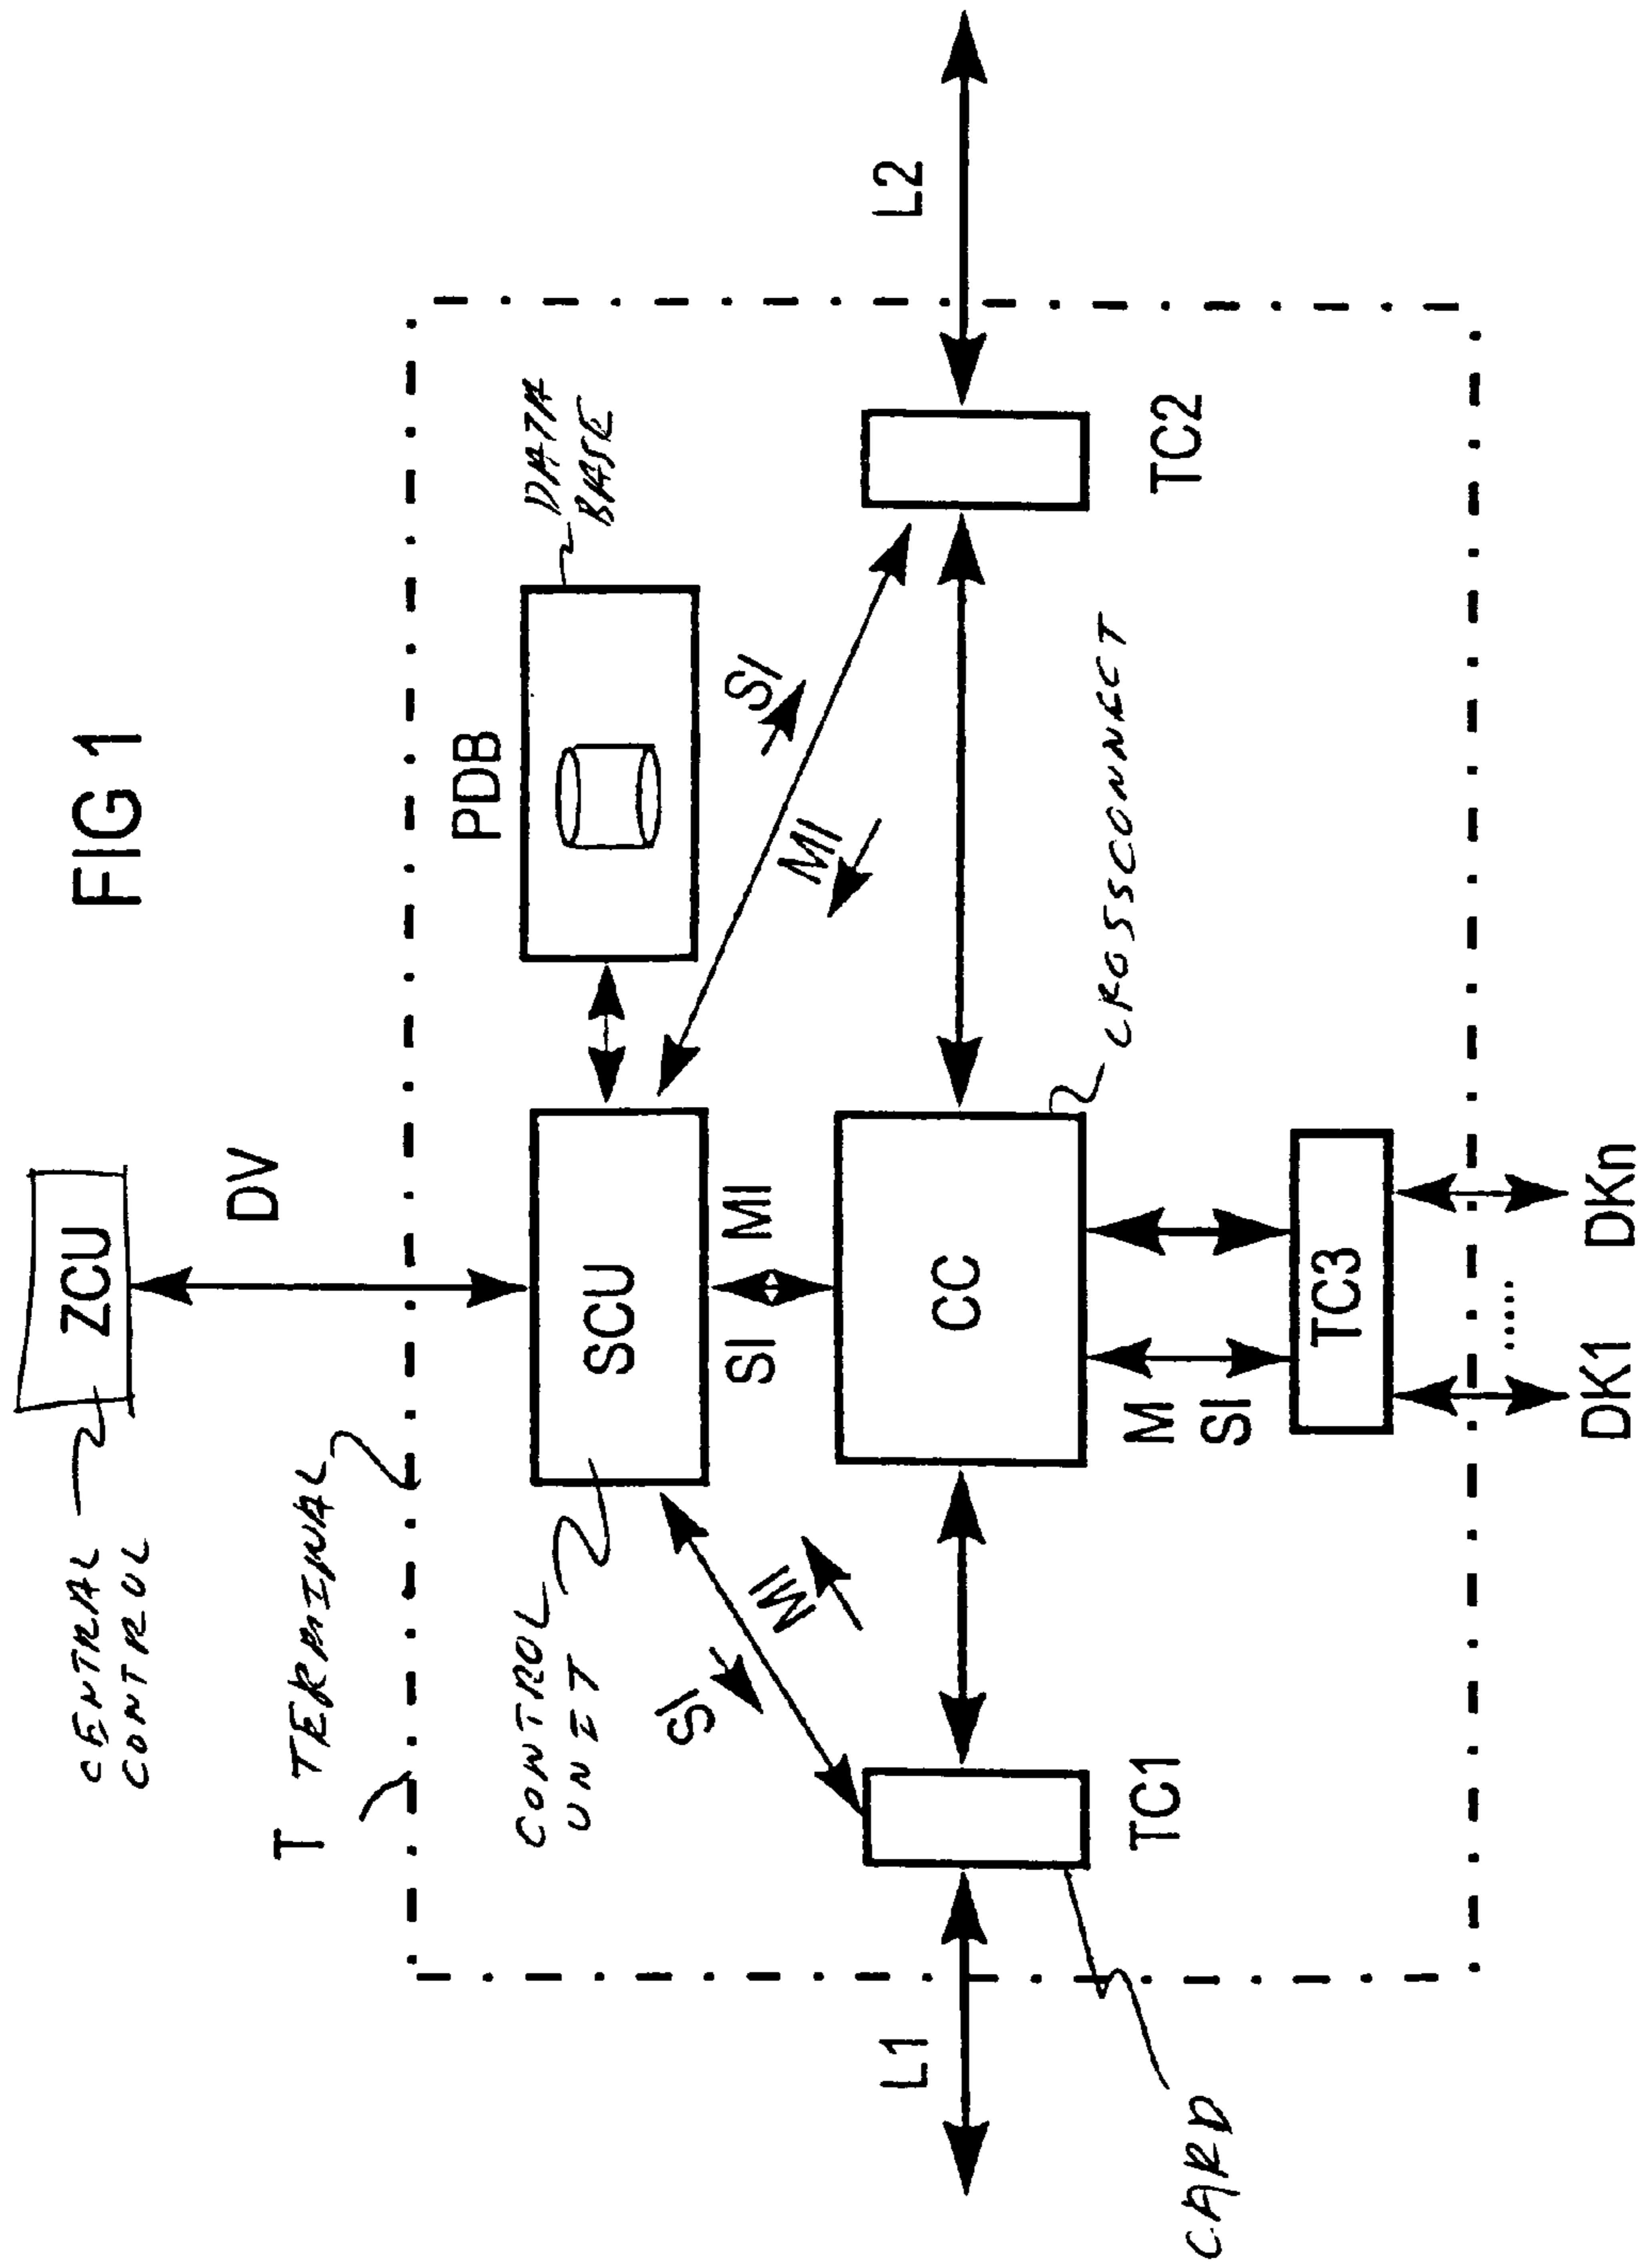 FIG 1
ZCU
CENTRAL
CONTROL
DV
T
TERMINAL
PDB
DATA
BASE
CONTROL
UNIT
SCU
SI
MI
SI
MI
SI
MI
L1
L2
CC
CROSSCONNECT
TC1
TC2
CARD
M
SI
TC3
DK1
.....
DKn